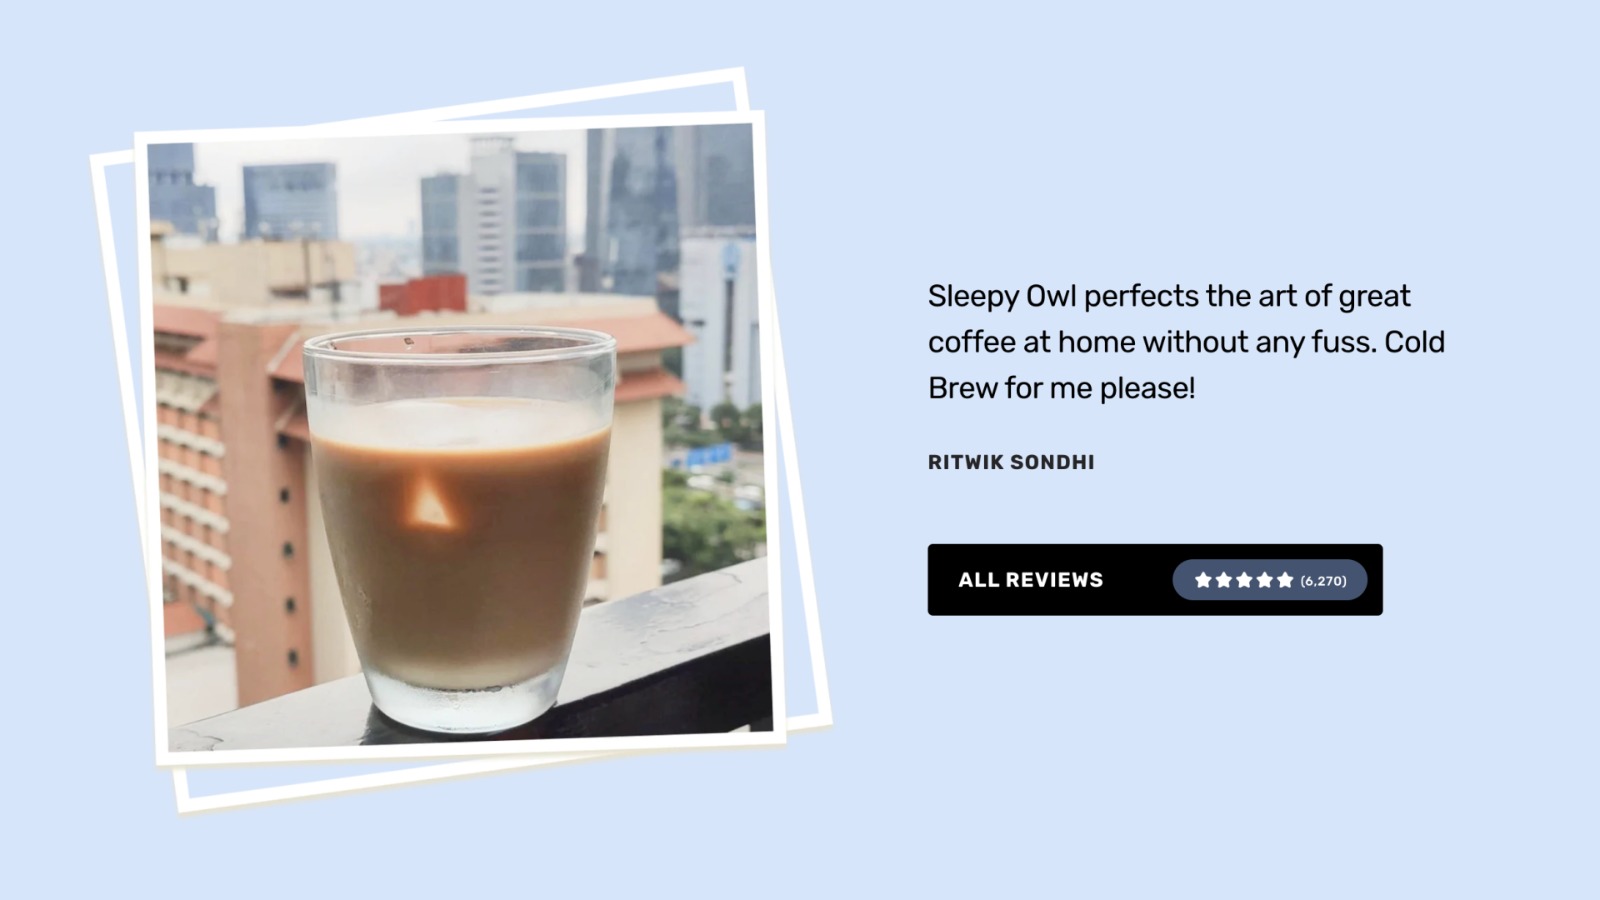 Sleepy Owl perfects the art of great
coffee at home without any fuss. Cold
Brew for me please!
RITWIK SONDHI
ALL REVIEWS (6,270)